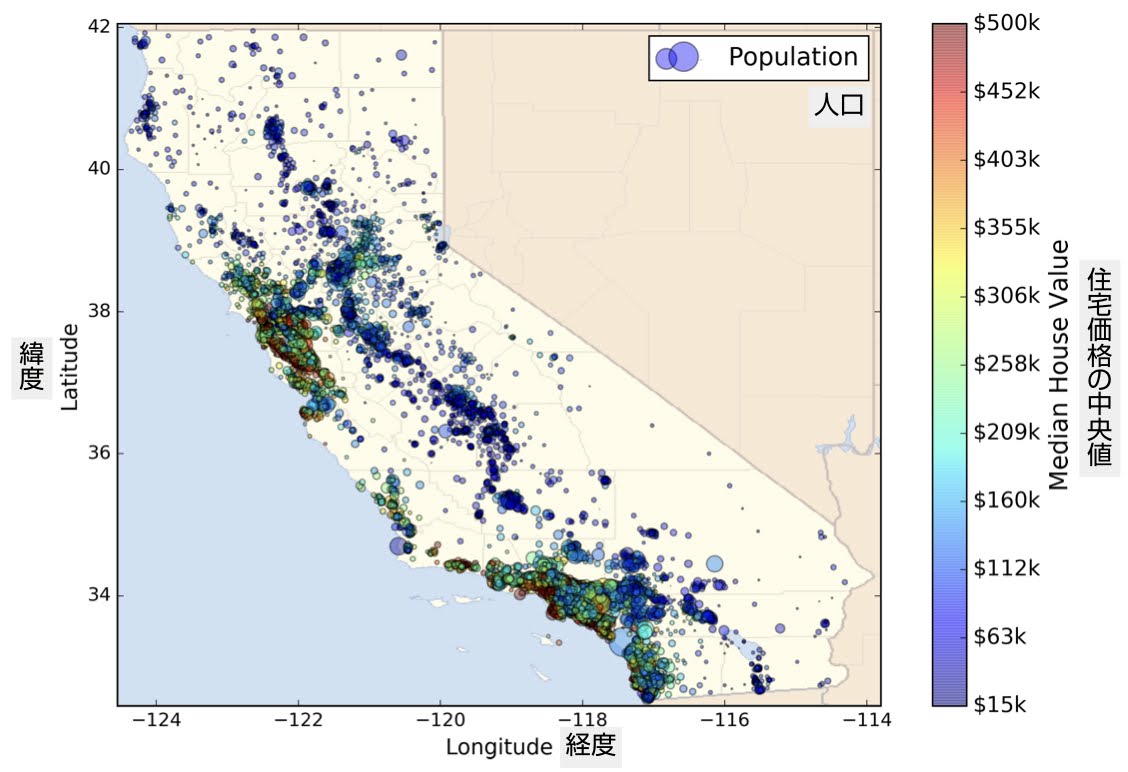 Population
人口
42
40
38
36
34
緯度
Latitude
−124
−122
−120
−118
−116
−114
Longitude 経度
$500k
$452k
$403k
$355k
$306k
$258k
$209k
$160k
$112k
$63k
$15k
Median House Value
住宅価格の中央値